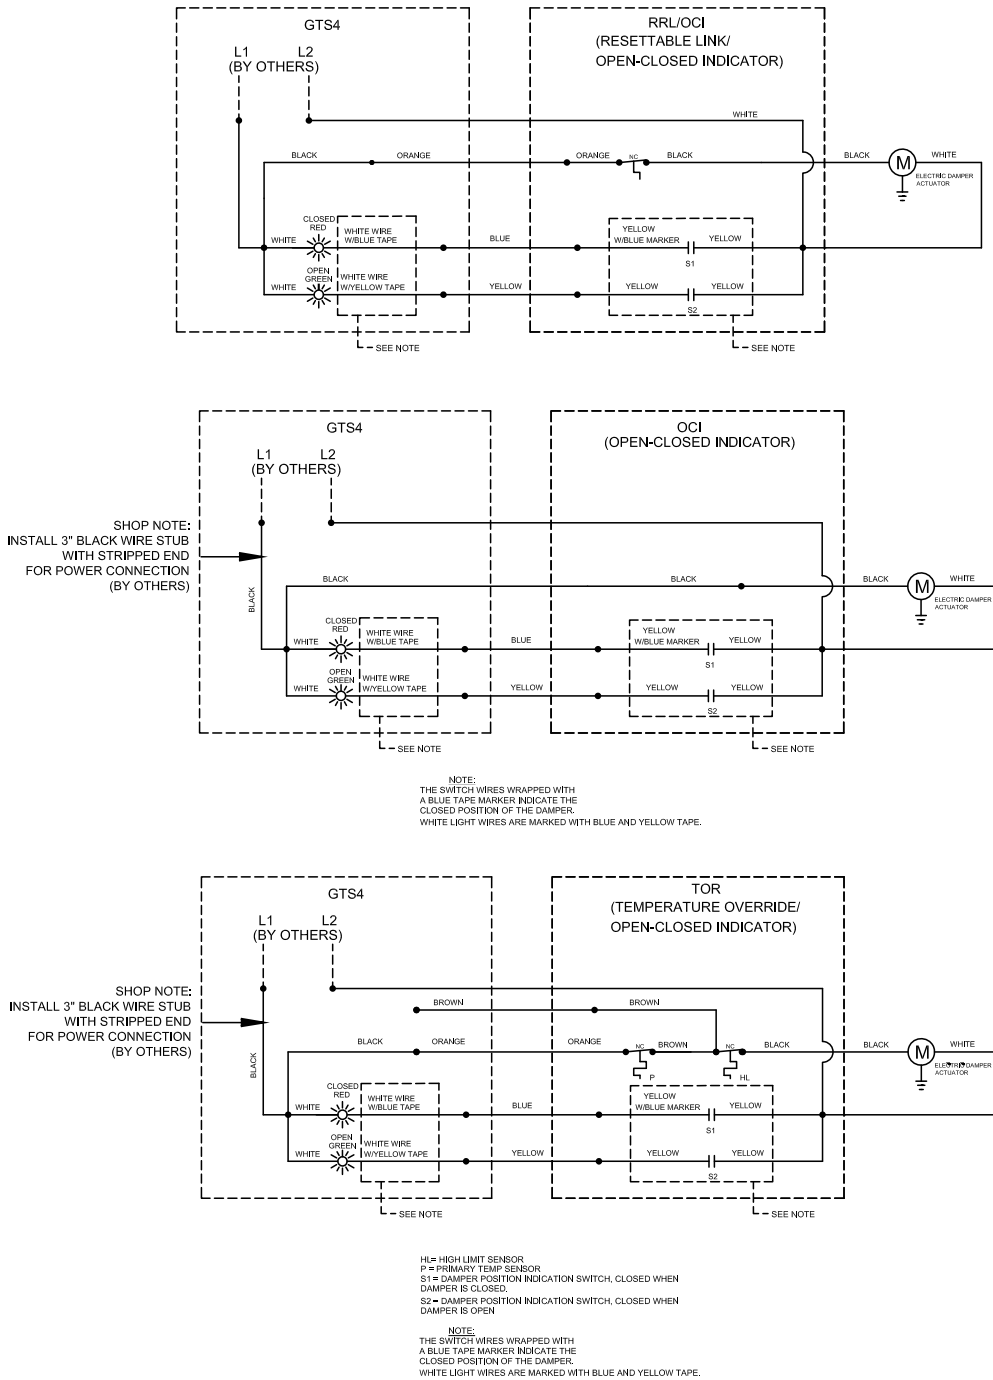 GTS4
RRL/OCI
(RESETTABLE LINK/
OPEN-CLOSED INDICATOR)
L1 L2
(BY OTHERS)
WHITE
BLACK ORANGE ORANGE NC BLACK BLACK M WHITE
ELECTRIC DAMPER
ACTUATOR
CLOSED
RED
WHITE WHITE WIRE
W/BLUE TAPE
BLUE
YELLOW
W/BLUE MARKER
YELLOW
S1
OPEN
GREEN
WHITE WHITE WIRE
W/YELLOW TAPE
YELLOW YELLOW YELLOW
S2
SEE NOTE SEE NOTE
GTS4
OCI
(OPEN-CLOSED INDICATOR)
L1 L2
(BY OTHERS)
SHOP NOTE:
INSTALL 3" BLACK WIRE STUB
WITH STRIPPED END
FOR POWER CONNECTION
(BY OTHERS)
BLACK
BLACK BLACK BLACK M WHITE
ELECTRIC DAMPER
ACTUATOR
CLOSED
RED
WHITE WHITE WIRE
W/BLUE TAPE
BLUE
YELLOW
W/BLUE MARKER
YELLOW
S1
OPEN
GREEN
WHITE WHITE WIRE
W/YELLOW TAPE
YELLOW YELLOW YELLOW
S2
SEE NOTE SEE NOTE
NOTE:
THE SWITCH WIRES WRAPPED WITH
A BLUE TAPE MARKER INDICATE THE
CLOSED POSITION OF THE DAMPER.
WHITE LIGHT WIRES ARE MARKED WITH BLUE AND YELLOW TAPE.
GTS4
TOR
(TEMPERATURE OVERRIDE/
OPEN-CLOSED INDICATOR)
L1 L2
(BY OTHERS)
SHOP NOTE:
INSTALL 3" BLACK WIRE STUB
WITH STRIPPED END
FOR POWER CONNECTION
(BY OTHERS)
BLACK
BROWN BROWN
BLACK ORANGE ORANGE NC BROWN NC BLACK BLACK M WHITE
P HL
ELECTRIC DAMPER
ACTUATOR
CLOSED
RED
WHITE WHITE WIRE
W/BLUE TAPE
BLUE
YELLOW
W/BLUE MARKER
YELLOW
S1
OPEN
GREEN
WHITE WHITE WIRE
W/YELLOW TAPE
YELLOW YELLOW YELLOW
S2
SEE NOTE SEE NOTE
HL= HIGH LIMIT SENSOR
P = PRIMARY TEMP SENSOR
S1 = DAMPER POSITION INDICATION SWITCH, CLOSED WHEN
DAMPER IS CLOSED.
S2 = DAMPER POSITION INDICATION SWITCH, CLOSED WHEN
DAMPER IS OPEN
NOTE:
THE SWITCH WIRES WRAPPED WITH
A BLUE TAPE MARKER INDICATE THE
CLOSED POSITION OF THE DAMPER.
WHITE LIGHT WIRES ARE MARKED WITH BLUE AND YELLOW TAPE.